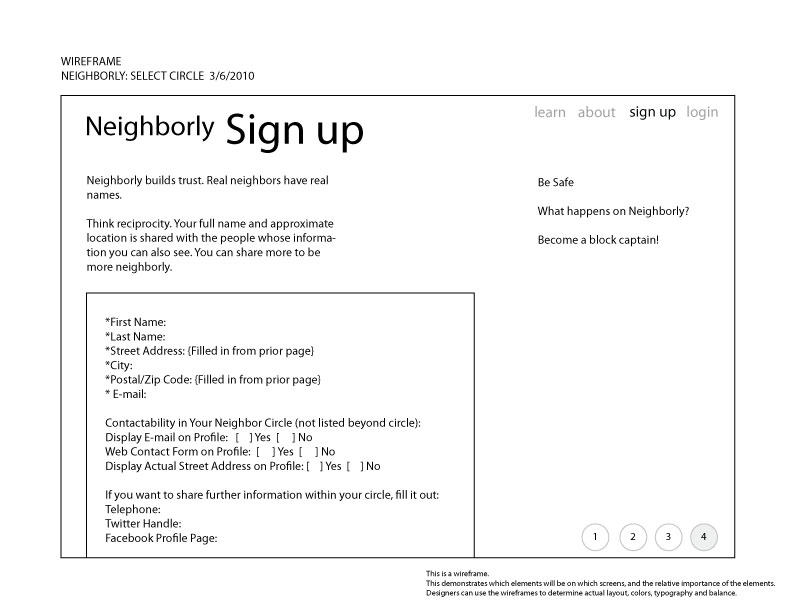 WIREFRAME
NEIGHBORLY: SELECT CIRCLE 3/6/2010
Neighborly Sign up
learn about sign up login
Neighborly builds trust. Real neighbors have real
names.
Think reciprocity. Your full name and approximate
location is shared with the people whose informa-
tion you can also see. You can share more to be
more neighborly.
Be Safe
What happens on Neighborly?
Become a block captain!
*First Name:
*Last Name:
*Street Address: {Filled in from prior page}
*City:
*Postal/Zip Code: {Filled in from prior page}
* E-mail:
Contactability in Your Neighbor Circle (not listed beyond circle):
Display E-mail on Profile: [ ] Yes [ ] No
Web Contact Form on Profile: [ ] Yes [ ] No
Display Actual Street Address on Profile: [ ] Yes [ ] No
If you want to share further information within your circle, fill it out:
Telephone:
Twitter Handle:
Facebook Profile Page:
1 2 3 4
This is a wireframe.
This demonstrates which elements will be on which screens, and the relative importance of the elements.
Designers can use the wireframes to determine actual layout, colors, typography and balance.